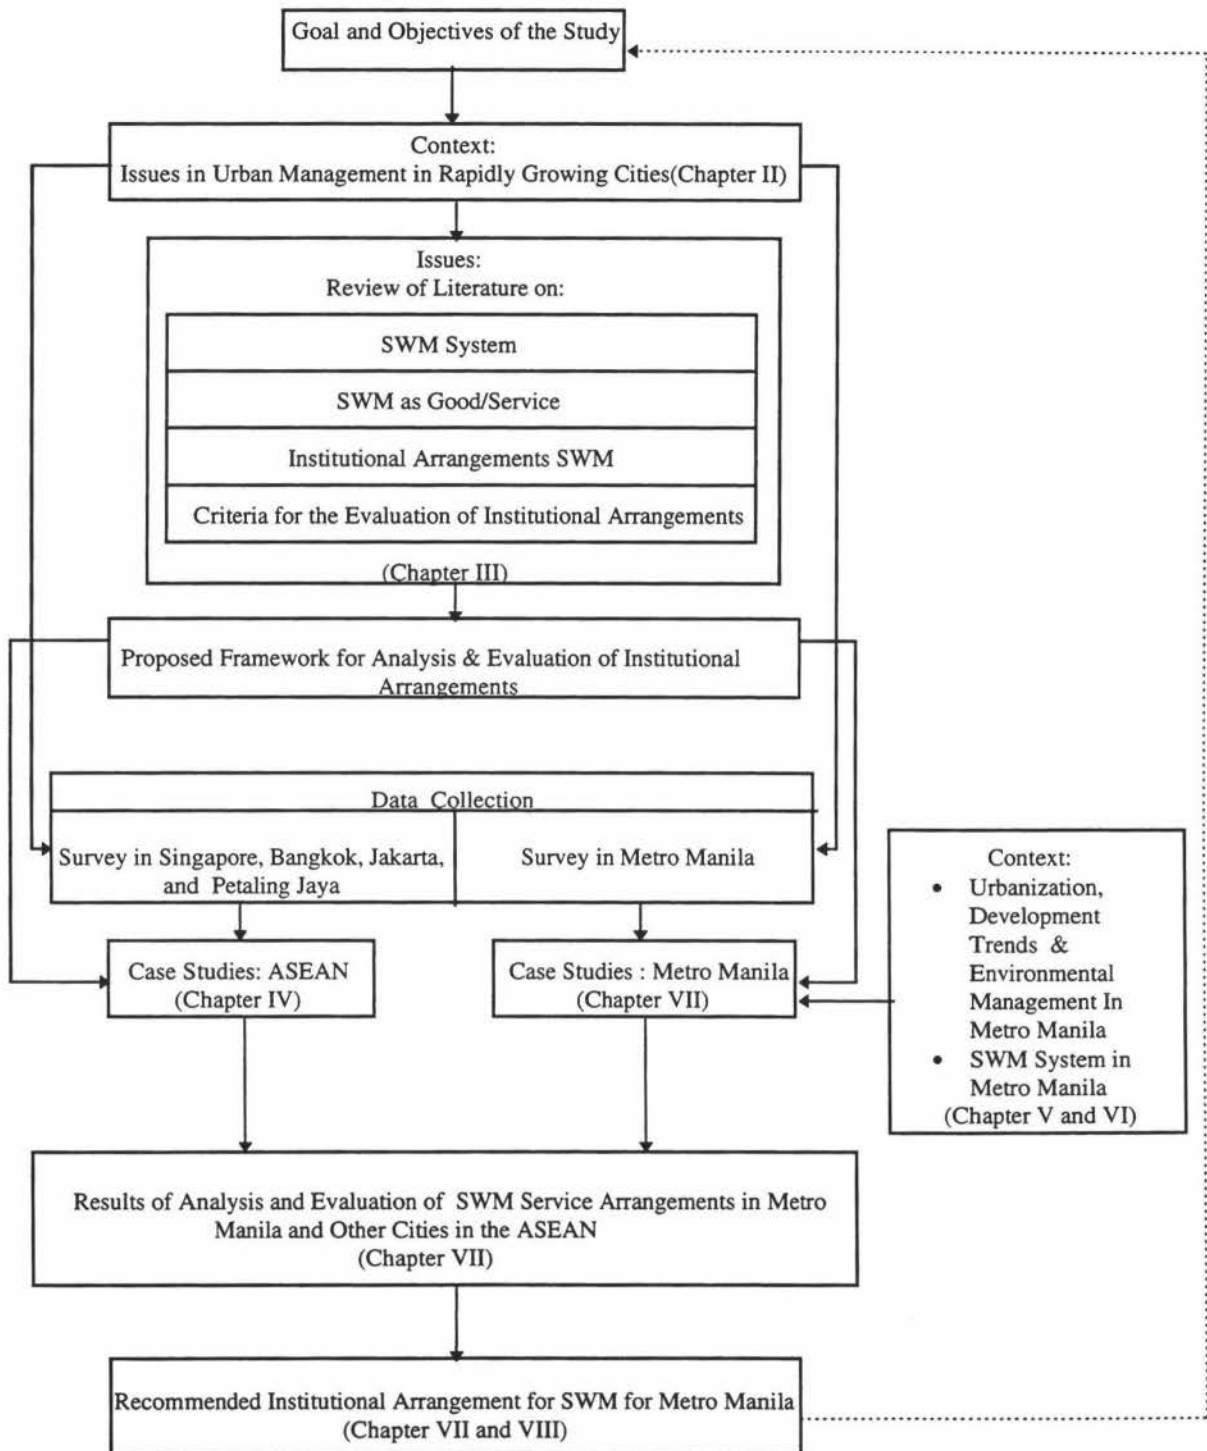 Goal and Objectives of the Study
Context:
Issues in Urban Management in Rapidly Growing Cities(Chapter II)
Issues:
Review of Literature on:
SWM System
SWM as Good/Service
Institutional Arrangements SWM
Criteria for the Evaluation of Institutional Arrangements
(Chapter III)
Proposed Framework for Analysis & Evaluation of Institutional
Arrangements
Data Collection
Survey in Singapore, Bangkok, Jakarta,
and Petaling Jaya
Survey in Metro Manila
Context:
• Urbanization,
Development
Trends &
Environmental
Management In
Metro Manila
• SWM System in
Metro Manila
(Chapter V and VI)
Case Studies: ASEAN
(Chapter IV)
Case Studies : Metro Manila
(Chapter VII)
Results of Analysis and Evaluation of SWM Service Arrangements in Metro
Manila and Other Cities in the ASEAN
(Chapter VII)
Recommended Institutional Arrangement for SWM for Metro Manila
(Chapter VII and VIII)